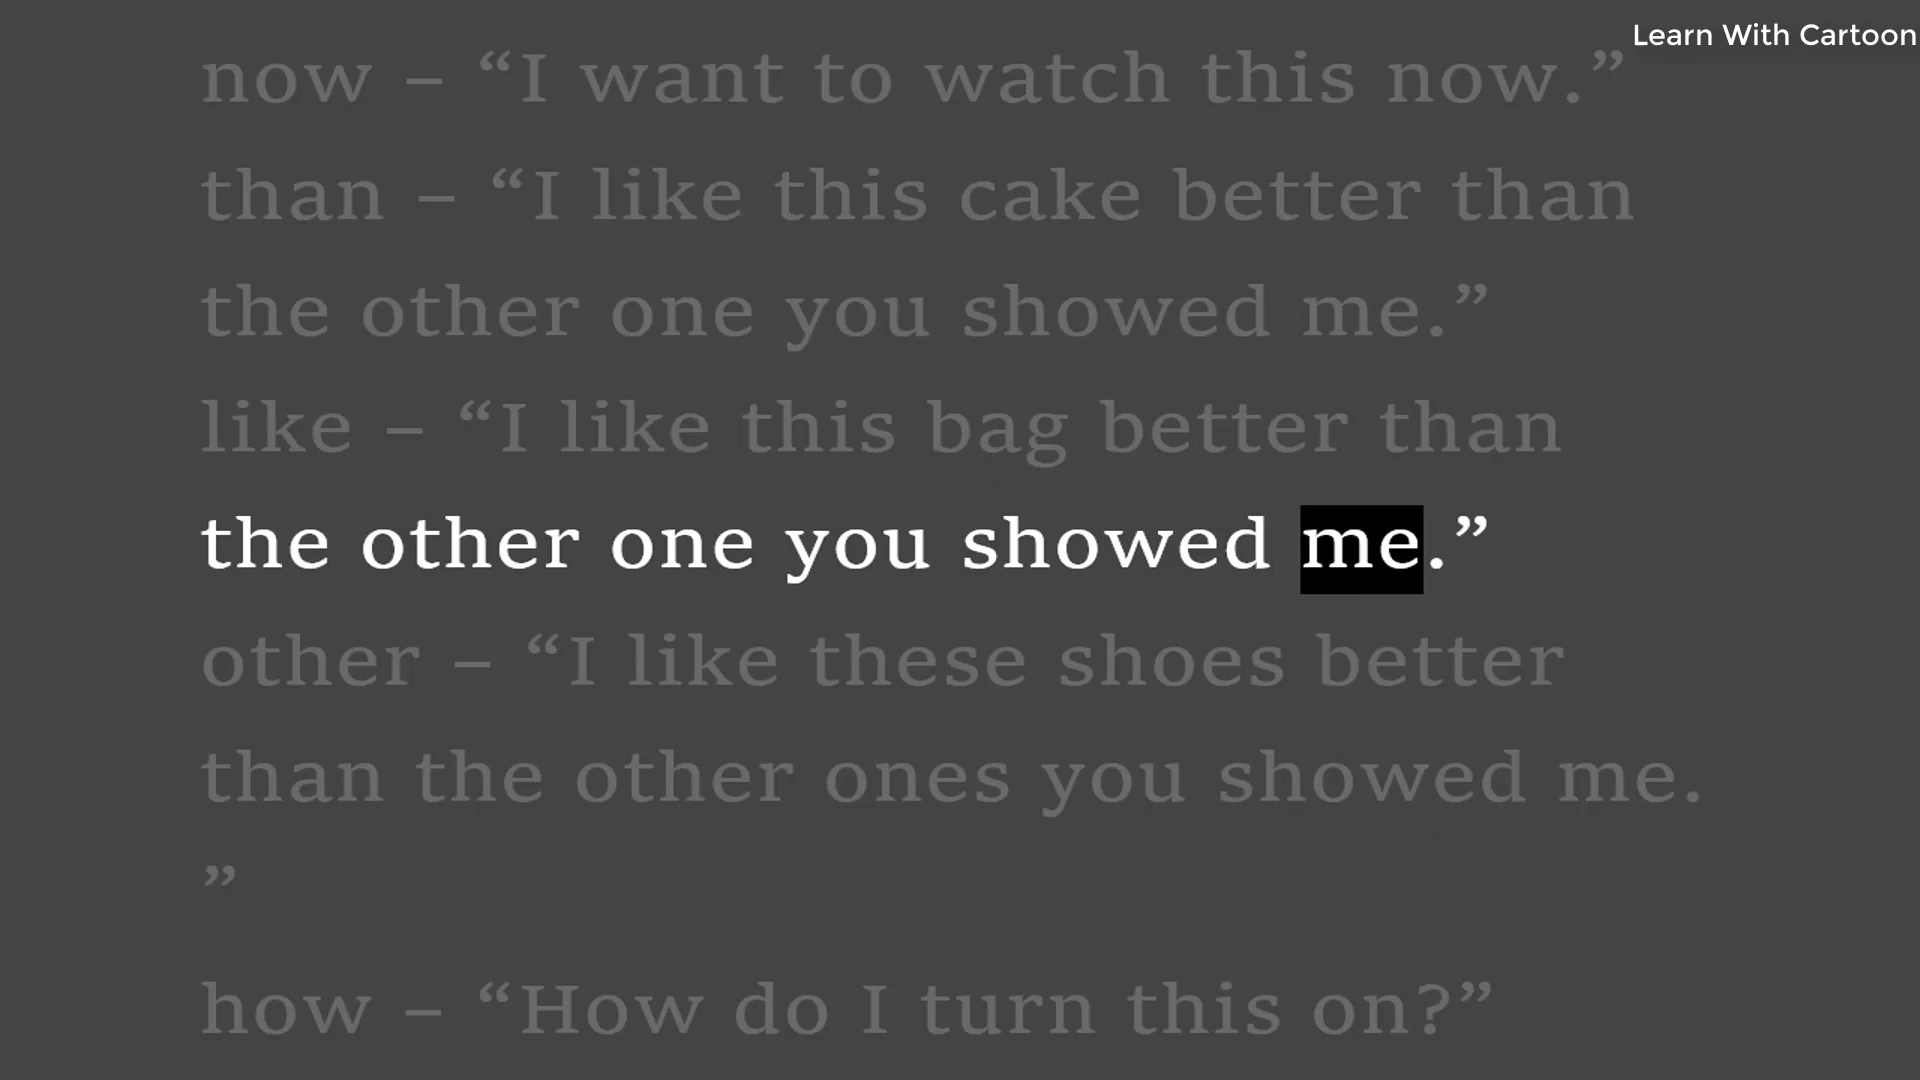 Learn With Cartoon
now – “I want to watch this now.”
than – “I like this cake better than
the other one you showed me.”
like – “I like this bag better than
the other one you showed me.”
other – “I like these shoes better
than the other ones you showed me.
”
how – “How do I turn this on?”